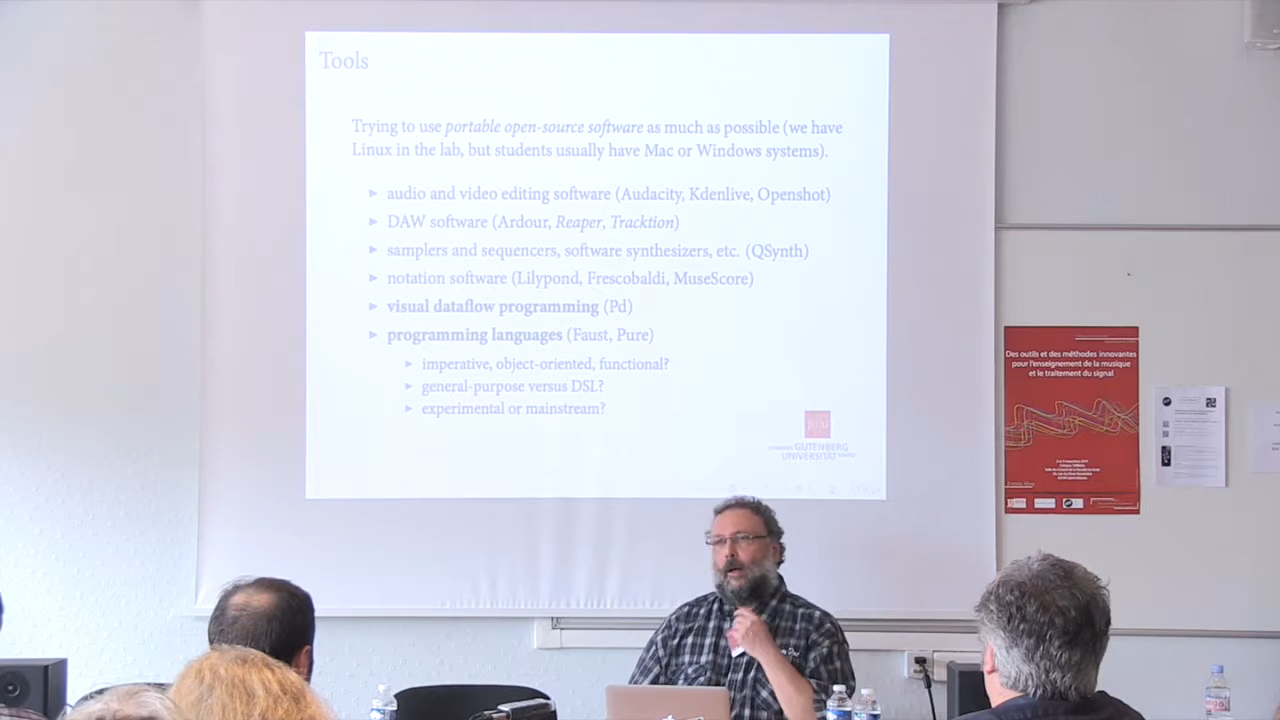 Tools
Trying to use portable open-source software as much as possible (we have
Linux in the lab, but students usually have Mac or Windows systems).
▸ audio and video editing software (Audacity, Kdenlive, Openshot)
▸ DAW software (Ardour, Reaper, Tracktion)
▸ samplers and sequencers, software synthesizers, etc. (QSynth)
▸ notation software (Lilypond, Frescobaldi, MuseScore)
▸ visual dataflow programming (Pd)
▸ programming languages (Faust, Pure)
▸ imperative, object-oriented, functional?
▸ general-purpose versus DSL?
▸ experimental or mainstream?
GUTENBERG
UNIVERSITÄT
Des outils et des méthodes innovantes
pour l'enseignement de la musique
et le traitement du signal